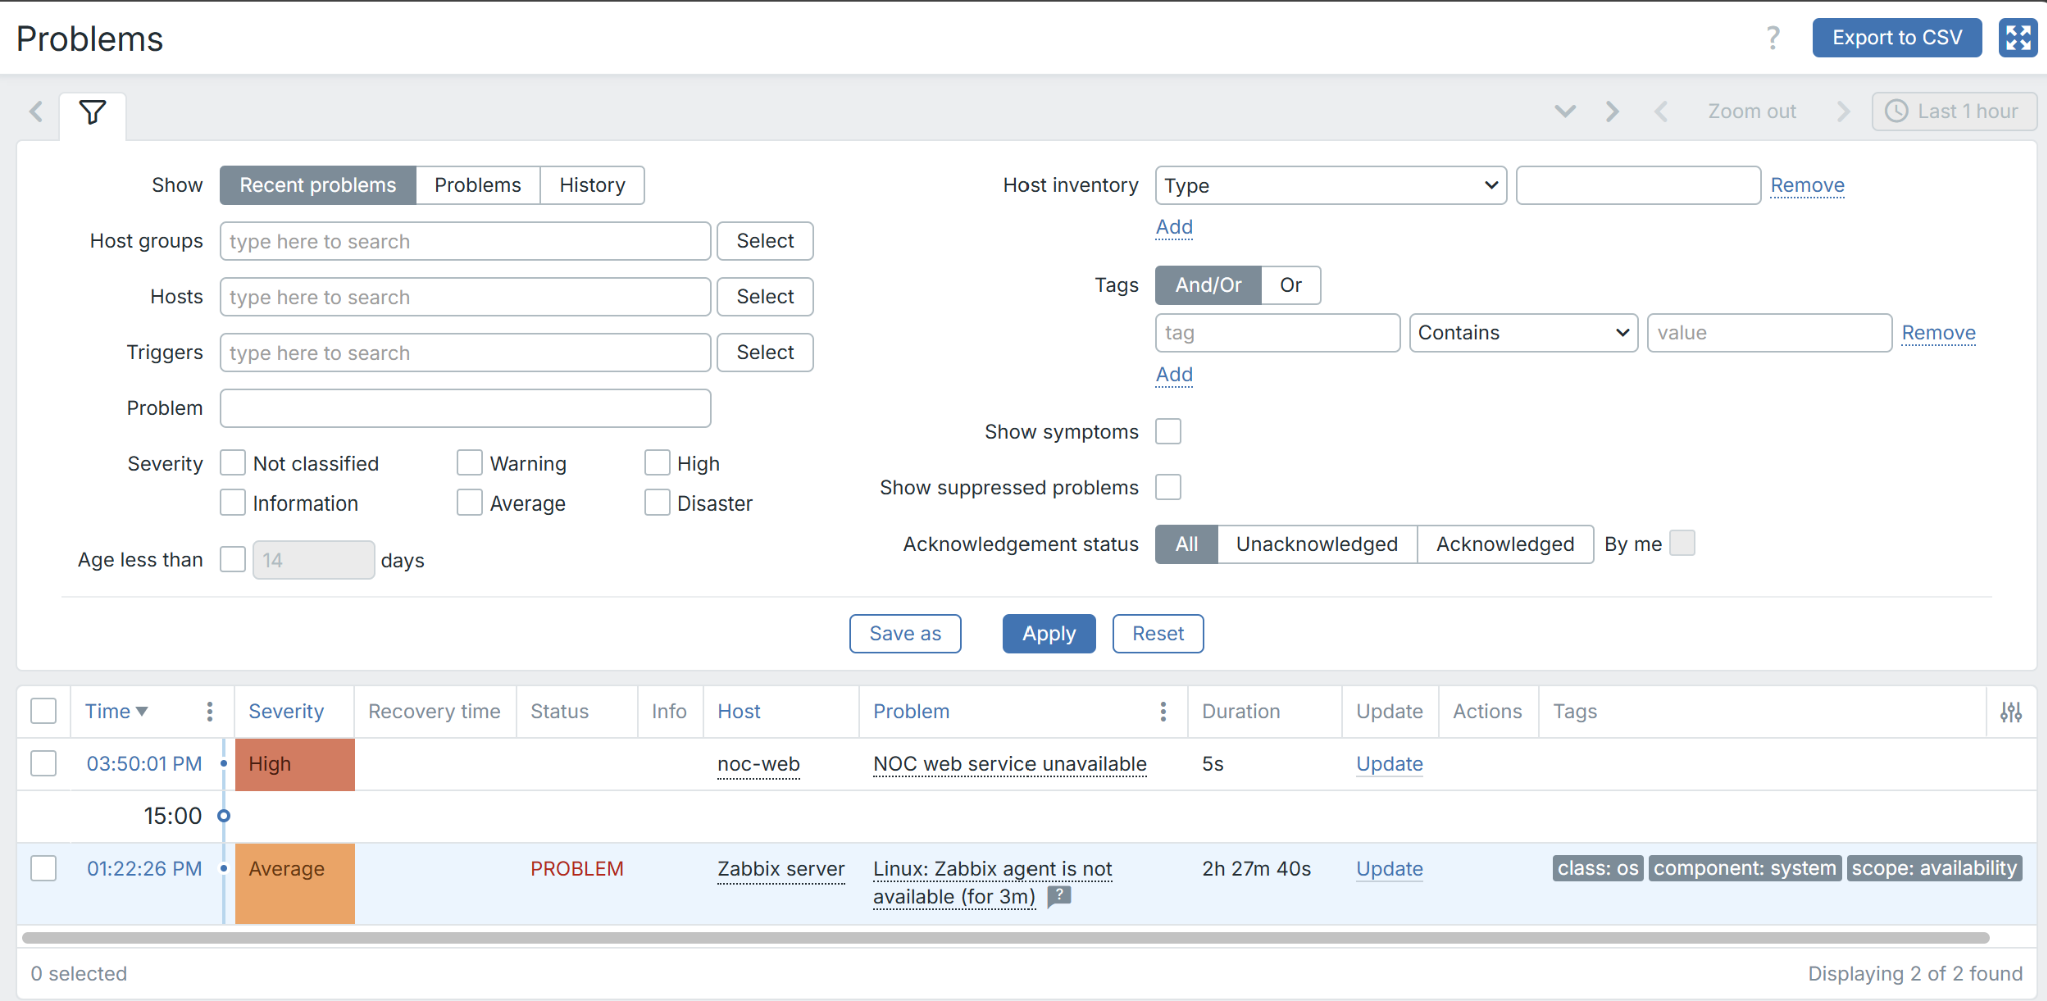 Problems
? Export to CSV
Zoom out Last 1 hour
Show Recent problems Problems History
Host groups type here to search Select
Hosts type here to search Select
Triggers type here to search Select
Problem
Severity Not classified Warning High
Information Average Disaster
Age less than 14 days
Host inventory Type Remove
Add
Tags And/Or Or
tag Contains value Remove
Add
Show symptoms
Show suppressed problems
Acknowledgement status All Unacknowledged Acknowledged By me
Save as Apply Reset
Time Severity Recovery time Status Info Host Problem Duration Update Actions Tags
03:50:01 PM High noc-web NOC web service unavailable 5s Update
15:00
01:22:26 PM Average PROBLEM Zabbix server Linux: Zabbix agent is not 2h 27m 40s Update class: os component: system scope: availability
available (for 3m) ?
0 selected Displaying 2 of 2 found